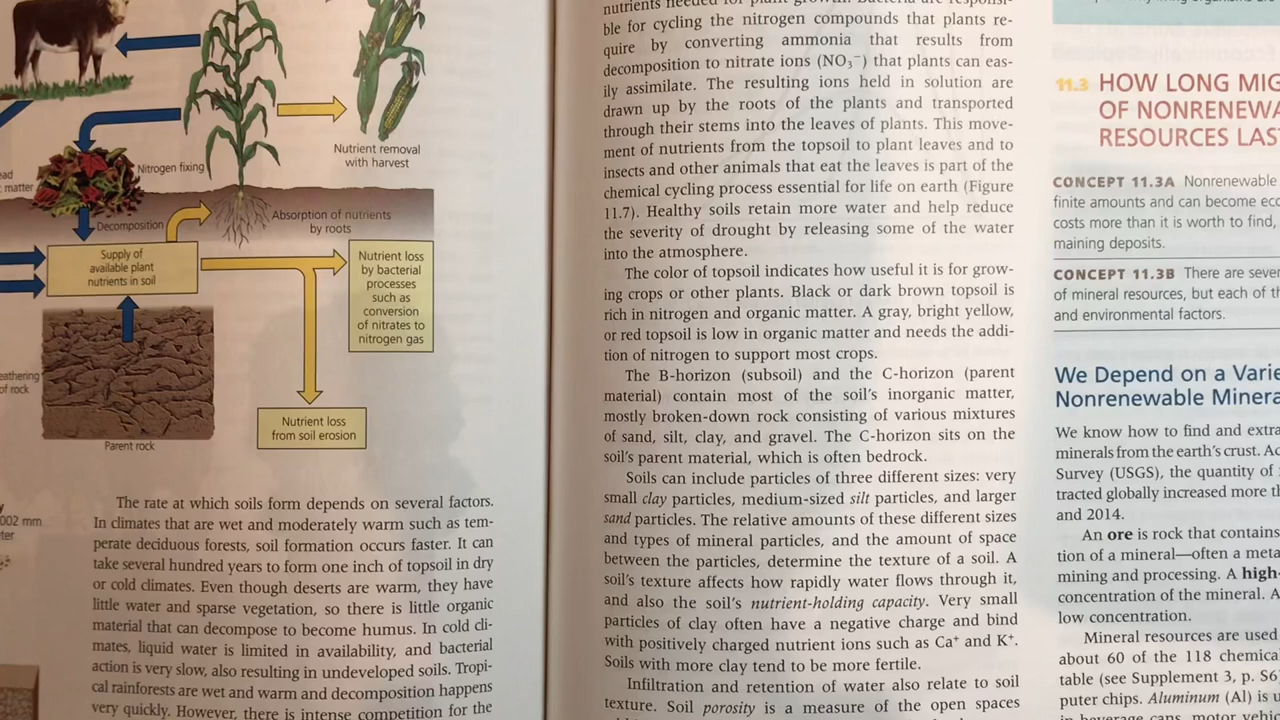 Nutrient removal
with harvest
Nitrogen fixing
matter
Decomposition
Absorption of nutrients
by roots
Supply of
available plant
nutrients in soil
Nutrient loss
by bacterial
processes
such as
conversion
of nitrates to
nitrogen gas
of rock
Nutrient loss
from soil erosion
Parent rock
002 mm
The rate at which soils form depends on several factors.
In climates that are wet and moderately warm such as tem-
perate deciduous forests, soil formation occurs faster. It can
take several hundred years to form one inch of topsoil in dry
or cold climates. Even though deserts are warm, they have
little water and sparse vegetation, so there is little organic
material that can decompose to become humus. In cold cli-
mates, liquid water is limited in availability, and bacterial
action is very slow, also resulting in undeveloped soils. Tropi-
cal rainforests are wet and warm and decomposition happens
very quickly. However, there is intense competition for the
nutrients needed for plant growth. Bacteria are responsi-
ble for cycling the nitrogen compounds that plants re-
quire by converting ammonia that results from
decomposition to nitrate ions (NO₃⁻) that plants can eas-
ily assimilate. The resulting ions held in solution are
drawn up by the roots of the plants and transported
through their stems into the leaves of plants. This move-
ment of nutrients from the topsoil to plant leaves and to
insects and other animals that eat the leaves is part of the
chemical cycling process essential for life on earth (Figure
11.7). Healthy soils retain more water and help reduce
the severity of drought by releasing some of the water
into the atmosphere.
The color of topsoil indicates how useful it is for grow-
ing crops or other plants. Black or dark brown topsoil is
rich in nitrogen and organic matter. A gray, bright yellow,
or red topsoil is low in organic matter and needs the addi-
tion of nitrogen to support most crops.
The B-horizon (subsoil) and the C-horizon (parent
material) contain most of the soil's inorganic matter,
mostly broken-down rock consisting of various mixtures
of sand, silt, clay, and gravel. The C-horizon sits on the
soil's parent material, which is often bedrock.
Soils can include particles of three different sizes: very
small clay particles, medium-sized silt particles, and larger
sand particles. The relative amounts of these different sizes
and types of mineral particles, and the amount of space
between the particles, determine the texture of a soil. A
soil's texture affects how rapidly water flows through it,
and also the soil's nutrient-holding capacity. Very small
particles of clay often have a negative charge and bind
with positively charged nutrient ions such as Ca⁺ and K⁺.
Soils with more clay tend to be more fertile.
Infiltration and retention of water also relate to soil
texture. Soil porosity is a measure of the open spaces
11.3 HOW LONG MIG
OF NONRENEWA
RESOURCES LAS
CONCEPT 11.3A Nonrenewable
finite amounts and can become eco
costs more than it is worth to find,
maining deposits.
CONCEPT 11.3B There are seve
of mineral resources, but each of th
and environmental factors.
We Depend on a Varie
Nonrenewable Minera
We know how to find and extra
minerals from the earth's crust. Ac
Survey (USGS), the quantity of
tracted globally increased more th
and 2014.
An ore is rock that contains
tion of a mineral—often a meta
mining and processing. A high-
concentration of the mineral. A
low concentration.
Mineral resources are used
about 60 of the 118 chemica
table (see Supplement 3, p. S6
puter chips. Aluminum (Al) is u
in beverage cans, motor vehic